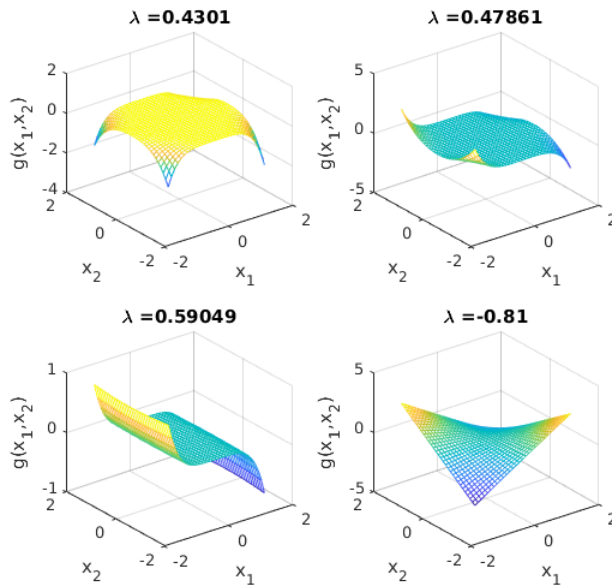 λ =0.4301
2
0
-2
-4
g(x₁,x₂)
2
0
-2
x₂
-2
0
2
x₁
λ =0.47861
5
0
-5
g(x₁,x₂)
2
0
-2
x₂
-2
0
2
x₁
λ =0.59049
1
0
-1
g(x₁,x₂)
2
0
-2
x₂
-2
0
2
x₁
λ =-0.81
5
0
-5
g(x₁,x₂)
2
0
-2
x₂
-2
0
2
x₁